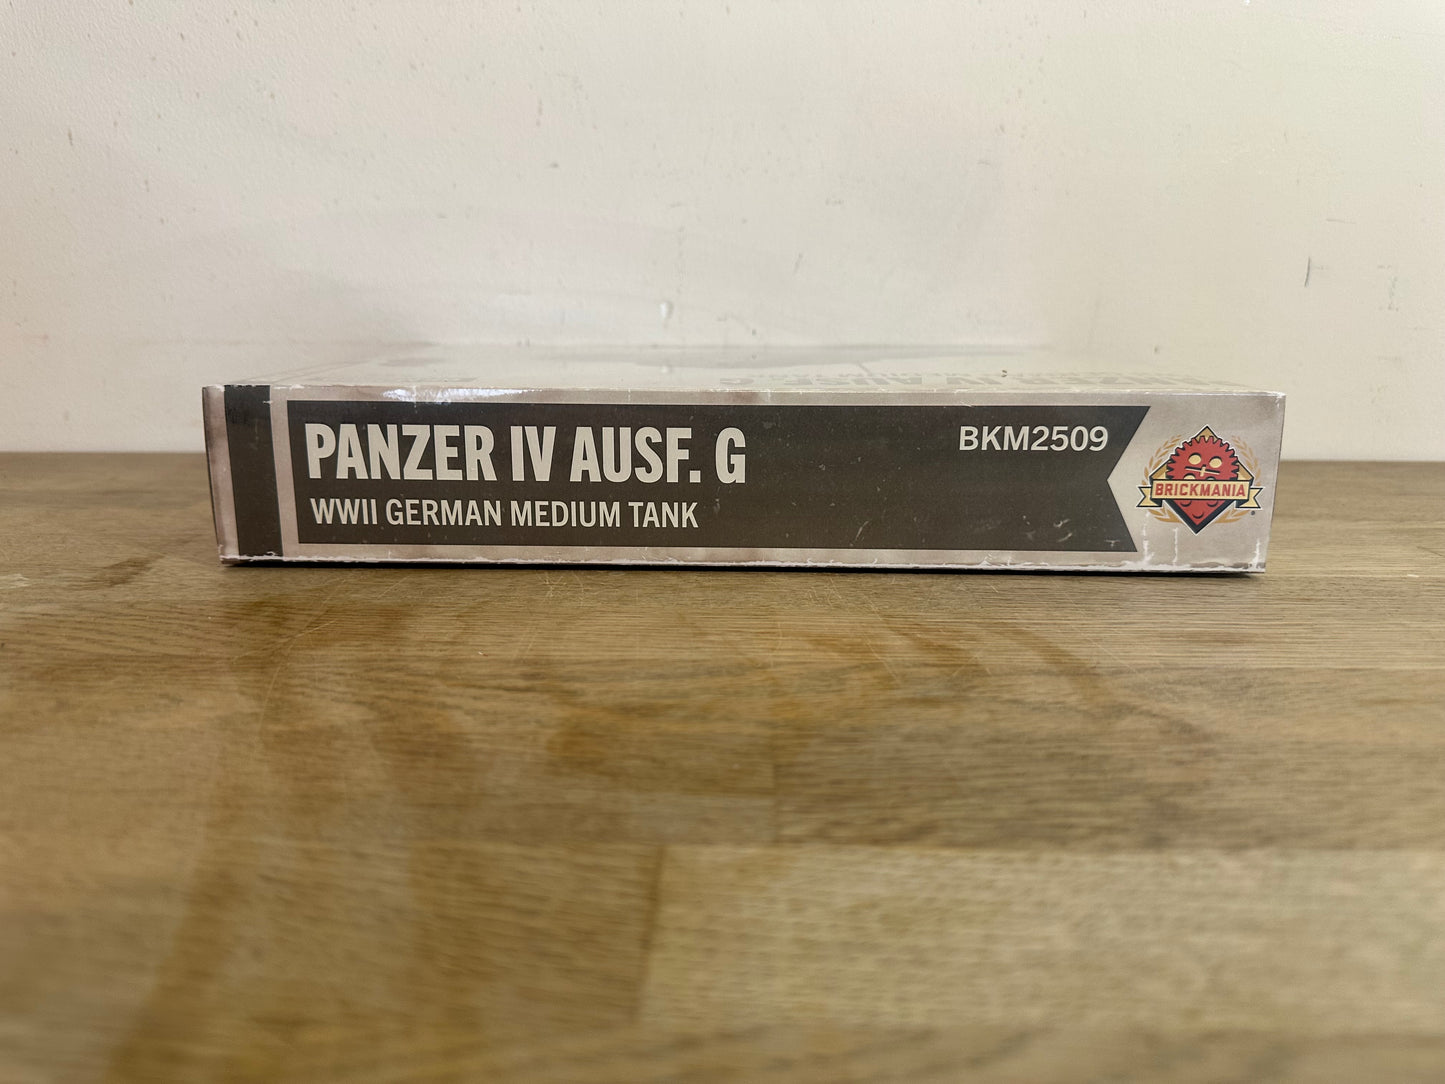 PANZER IV AUSF. G
WWII GERMAN MEDIUM TANK
BKM2509
BRICKMANIA